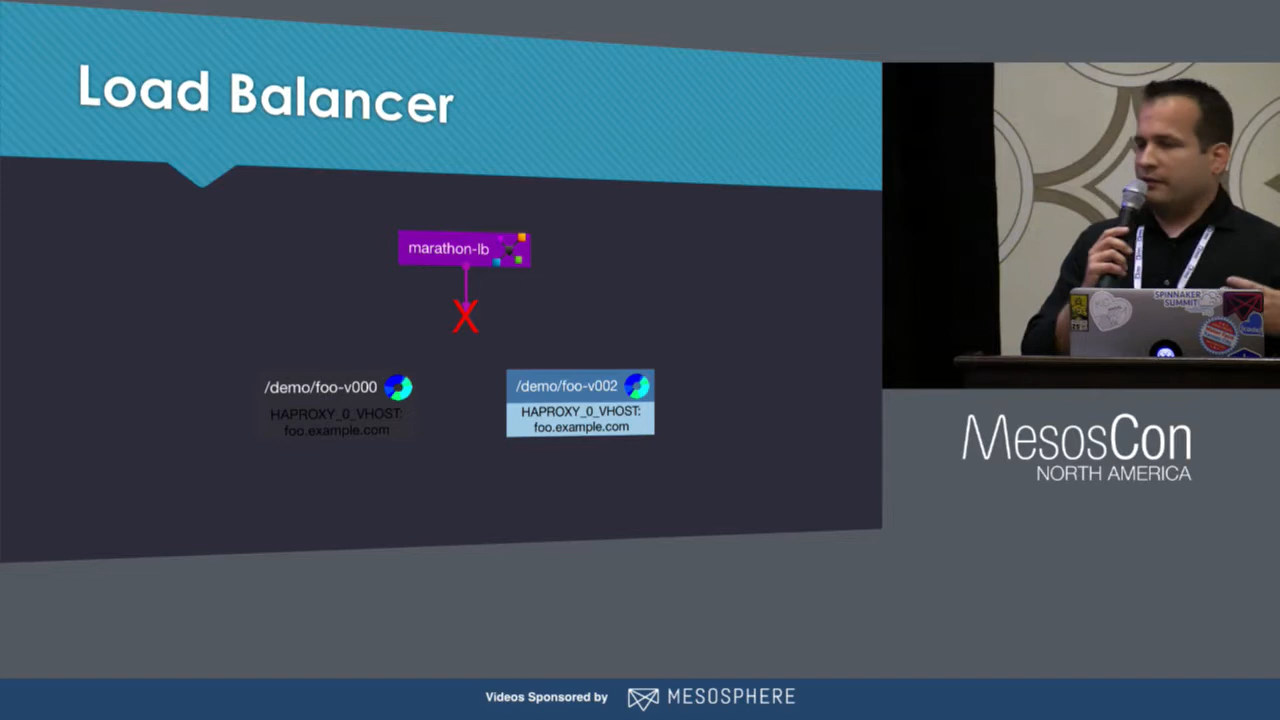 Load Balancer
marathon-lb
X
/demo/foo-v000
HAPROXY_0_VHOST:
foo.example.com
/demo/foo-v002
HAPROXY_0_VHOST:
foo.example.com
SPINNAKER
SUMMIT
MesosCon
NORTH AMERICA
Videos Sponsored by
MESOSPHERE